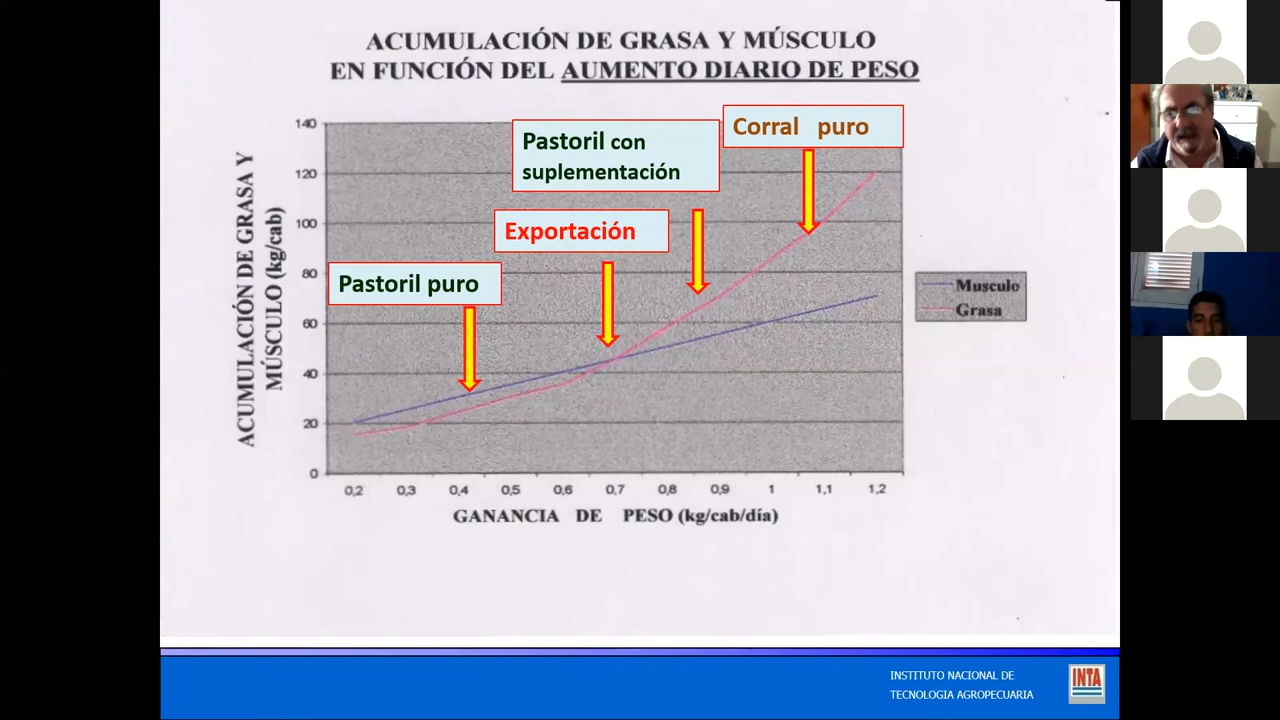 ACUMULACIÓN DE GRASA Y MÚSCULO
EN FUNCIÓN DEL AUMENTO DIARIO DE PESO
ACUMULACIÓN DE GRASA Y
MÚSCULO (kg/cab)
140
120
100
80
60
40
20
0
Corral puro
Pastoril con
suplementación
Exportación
Pastoril puro
Musculo
Grasa
0,2 0,3 0,4 0,5 0,6 0,7 0,8 0,9 1 1,1 1,2
GANANCIA DE PESO (kg/cab/día)
INSTITUTO NACIONAL DE
TECNOLOGIA AGROPECUARIA
INTA